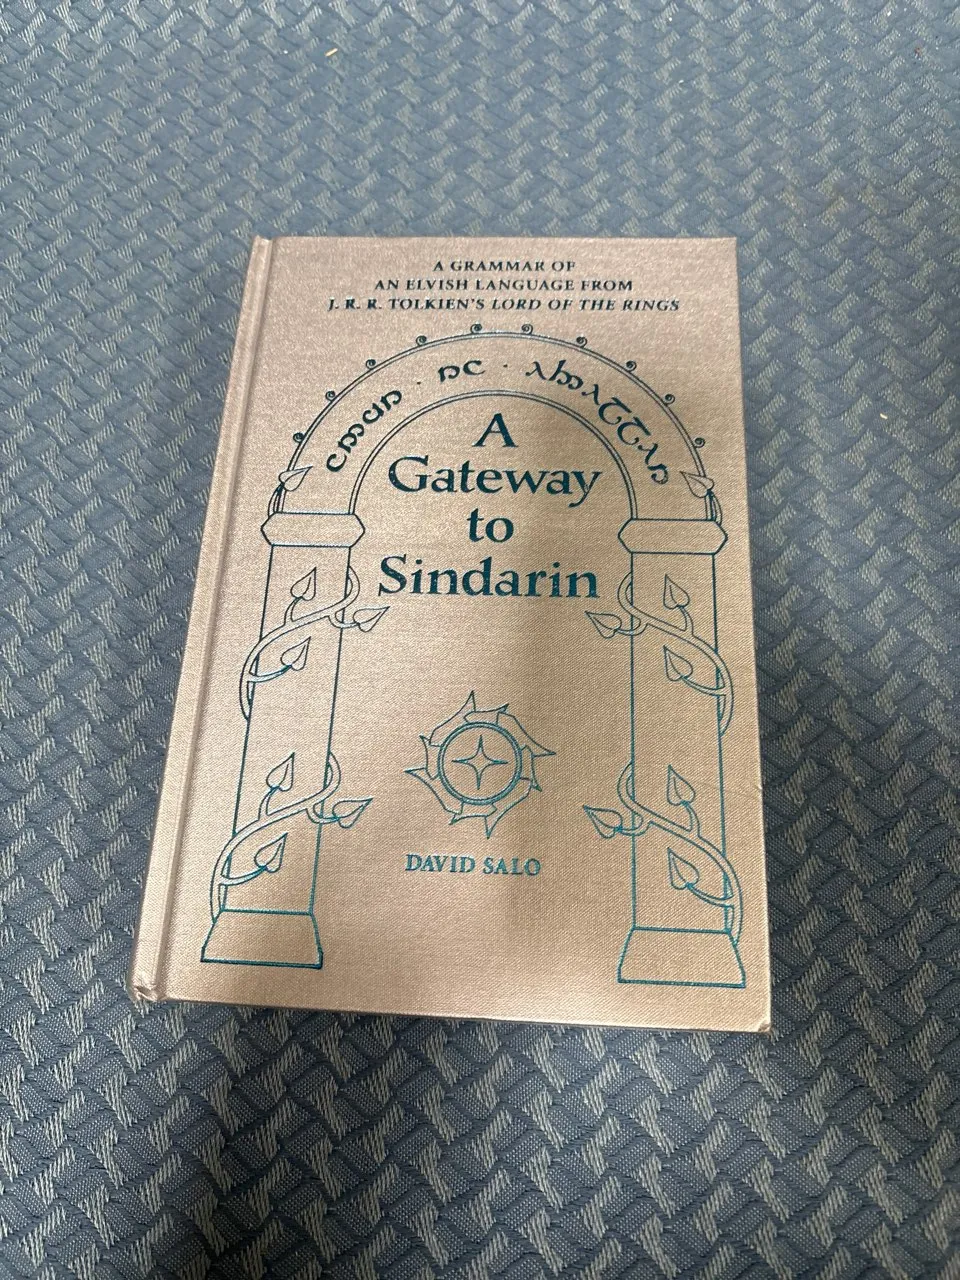 A GRAMMAR OF
AN ELVISH LANGUAGE FROM
J. R. R. TOLKIEN'S LORD OF THE RINGS
A
Gateway
to
Sindarin
DAVID SALO